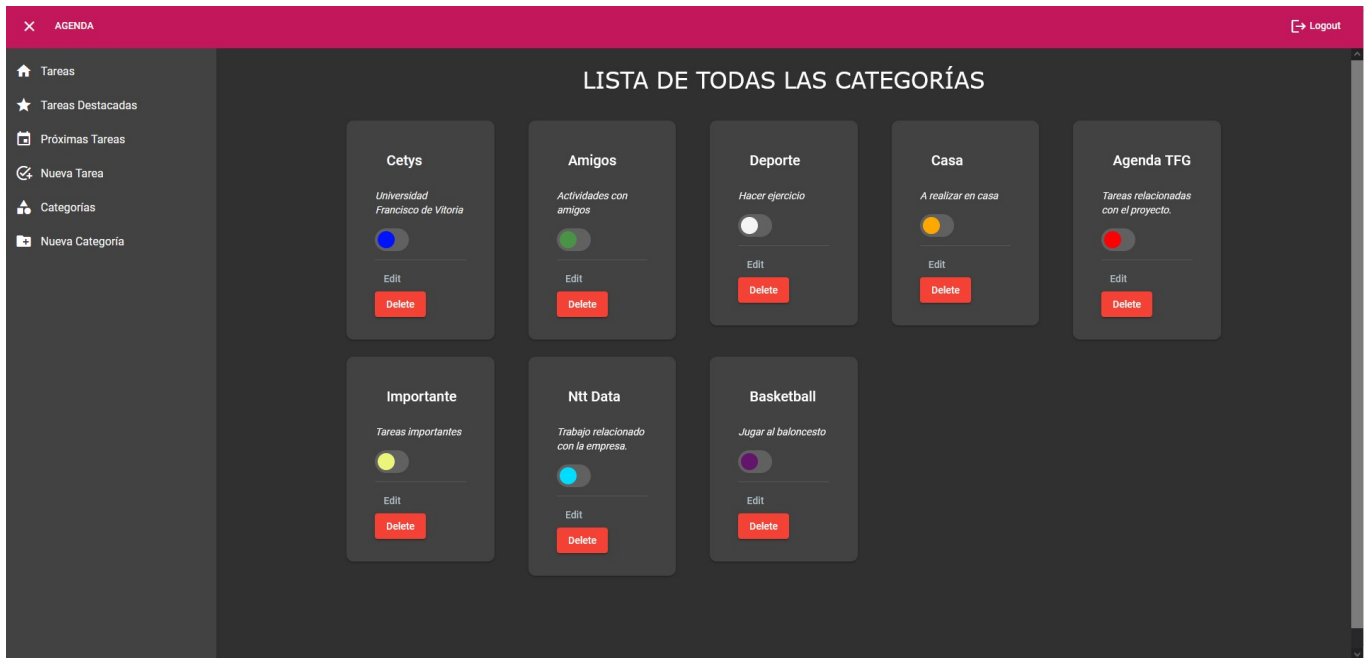 AGENDA
Logout
Tareas
Tareas Destacadas
Próximas Tareas
Nueva Tarea
Categorías
Nueva Categoría
LISTA DE TODAS LAS CATEGORÍAS
Cetys
Universidad
Francisco de Vitoria
Edit
Delete
Amigos
Actividades con
amigos
Edit
Delete
Deporte
Hacer ejercicio
Edit
Delete
Casa
A realizar en casa
Edit
Delete
Agenda TFG
Tareas relacionadas
con el proyecto.
Edit
Delete
Importante
Tareas importantes
Edit
Delete
Ntt Data
Trabajo relacionado
con la empresa.
Edit
Delete
Basketball
Jugar al baloncesto
Edit
Delete